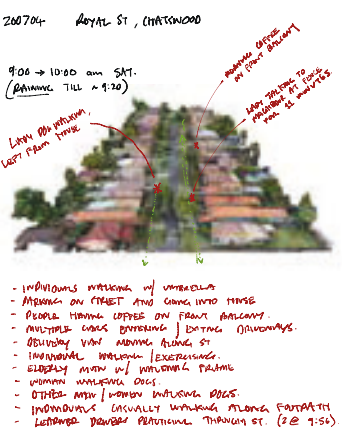 200704 ROYAL ST, CHATSWOOD
9:00 → 10:00 am SAT.
(RAINING TILL ~ 9:20)
MORNING COFFEE
ON FRONT BALCONY
LADY TALKING TO
NEIGHBOUR AT FENCE
FOR 11 MINUTES.
LADY DOG WALKING,
LEFT FROM HOUSE
- INDIVIDUALS WALKING W/ UMBRELLA
- PARKING ON STREET AND GOING INTO HOUSE
- PEOPLE HAVING COFFEE ON FRONT BALCONY.
- MULTIPLE CARS ENTERING / EXITING DRIVEWAYS.
- DELIVERY VAN MOVING ALONG ST
- INDIVIDUAL WALKING / EXERCISING.
- ELDERLY MAN W/ WALKING FRAME
- WOMAN WALKING DOGS.
- OTHER MAN / WOMEN WALKING DOGS.
- INDIVIDUALS CASUALLY WALKING ALONG FOOTPATH
- LEARNER DRIVERS PRACTICING THROUGH ST. (2 @ 9:56).